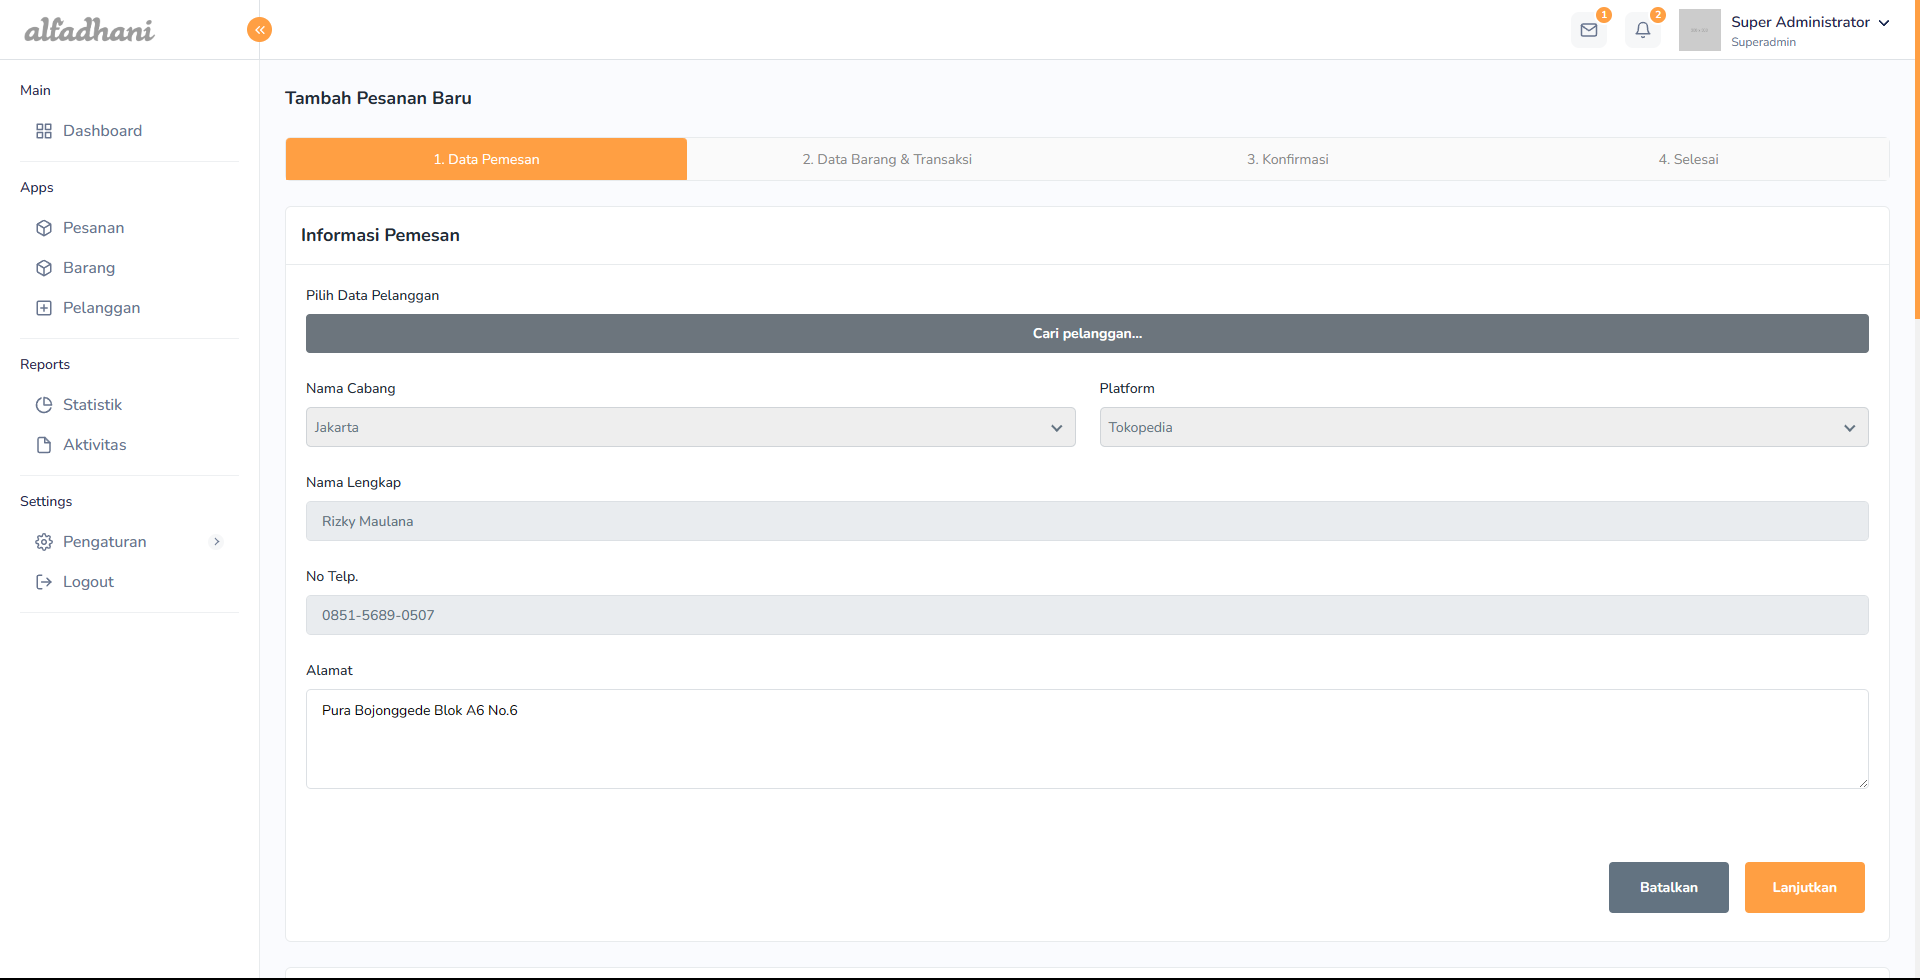 alfadhani
1
2
Super Administrator
Superadmin
Main
Dashboard
Apps
Pesanan
Barang
Pelanggan
Reports
Statistik
Aktivitas
Settings
Pengaturan
Logout
Tambah Pesanan Baru
1. Data Pemesan
2. Data Barang & Transaksi
3. Konfirmasi
4. Selesai
Informasi Pemesan
Pilih Data Pelanggan
Cari pelanggan...
Nama Cabang
Platform
Jakarta
Tokopedia
Nama Lengkap
Rizky Maulana
No Telp.
0851-5689-0507
Alamat
Pura Bojonggede Blok A6 No.6
Batalkan
Lanjutkan